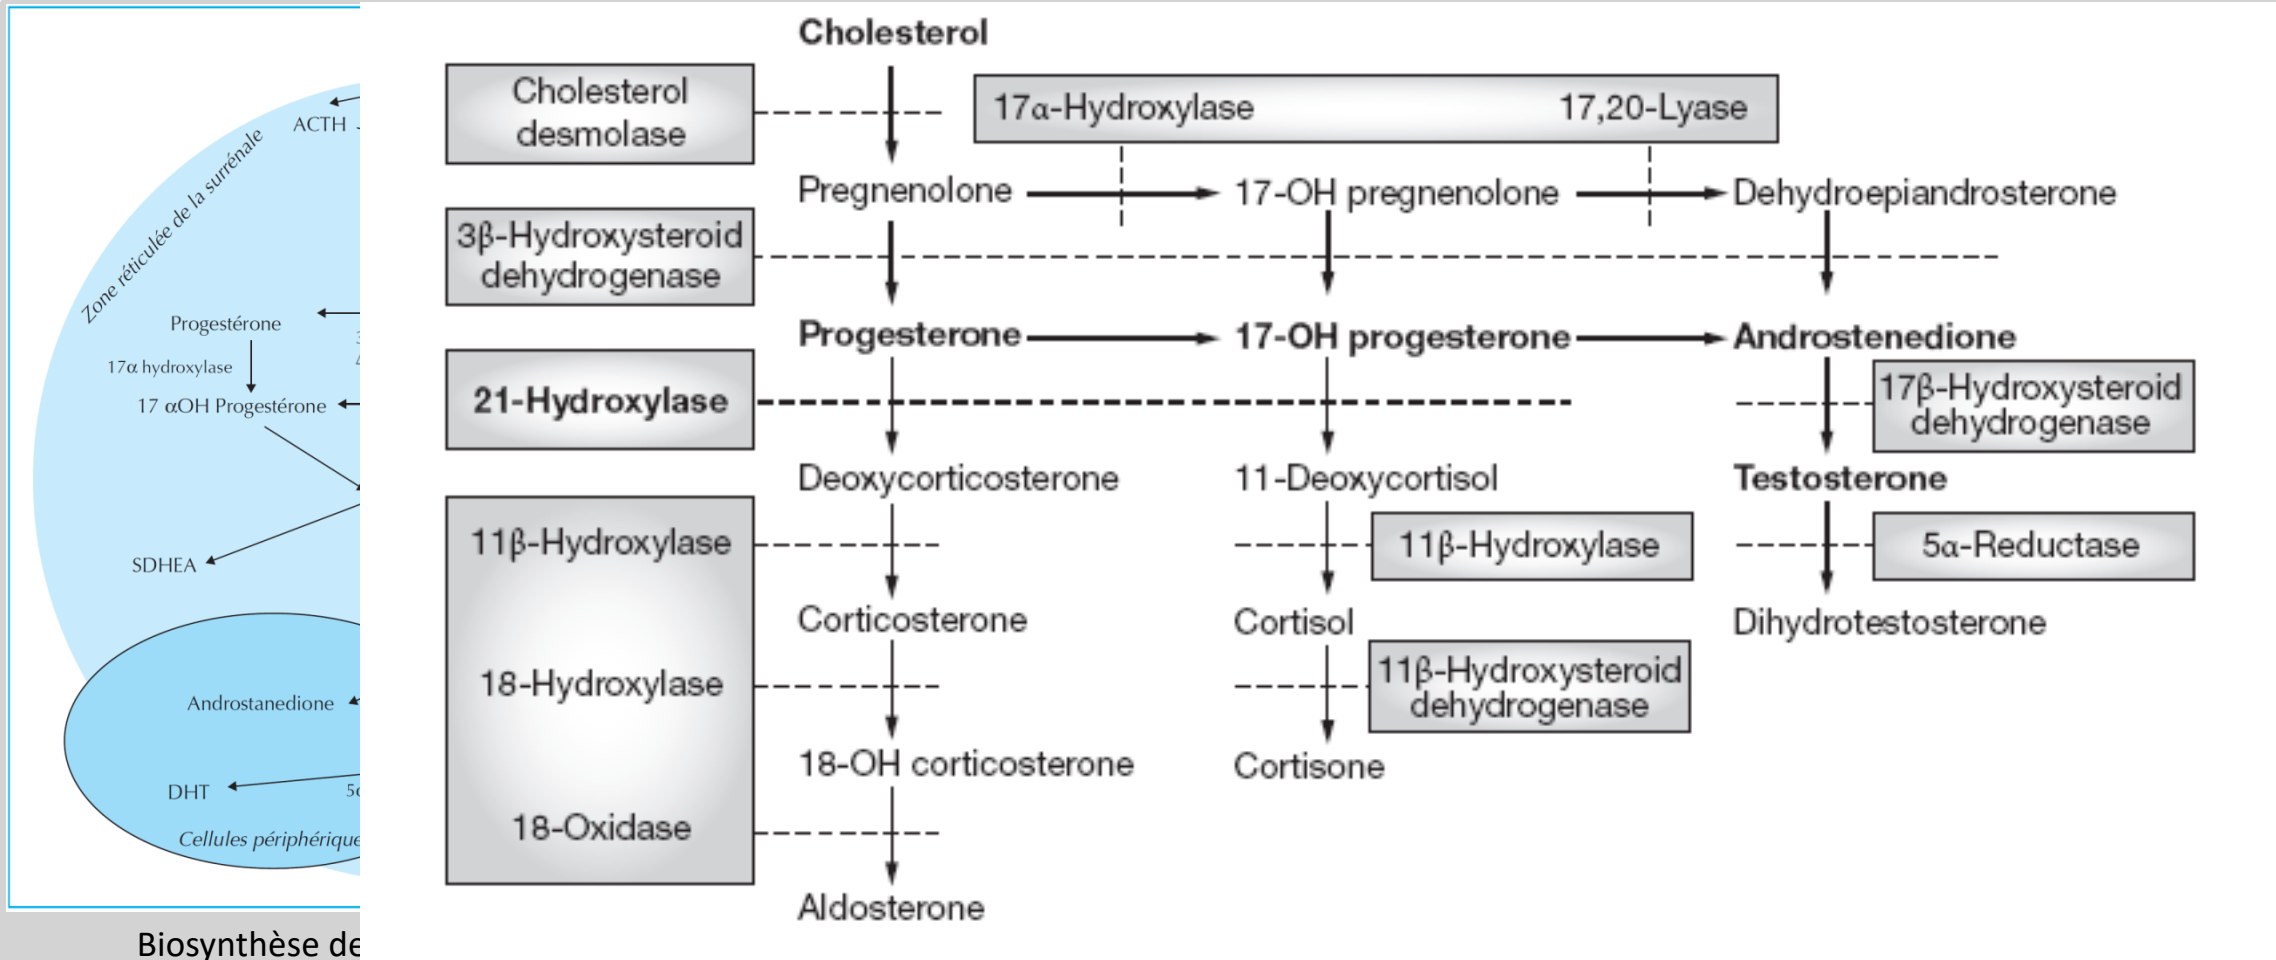 ACTH
Zone réticulée de la surrénale
Progestérone
17α hydroxylase
17 αOH Progestérone
SDHEA
Androstanedione
DHT
Cellules périphérique
Biosynthèse de
Cholesterol
Cholesterol
desmolase
17α-Hydroxylase 17,20-Lyase
Pregnenolone 17-OH pregnenolone Dehydroepiandrosterone
3β-Hydroxysteroid
dehydrogenase
Progesterone 17-OH progesterone Androstenedione
21-Hydroxylase
17β-Hydroxysteroid
dehydrogenase
Deoxycorticosterone 11-Deoxycortisol Testosterone
11β-Hydroxylase 11β-Hydroxylase 5α-Reductase
Corticosterone Cortisol Dihydrotestosterone
18-Hydroxylase
11β-Hydroxysteroid
dehydrogenase
18-OH corticosterone Cortisone
18-Oxidase
Aldosterone